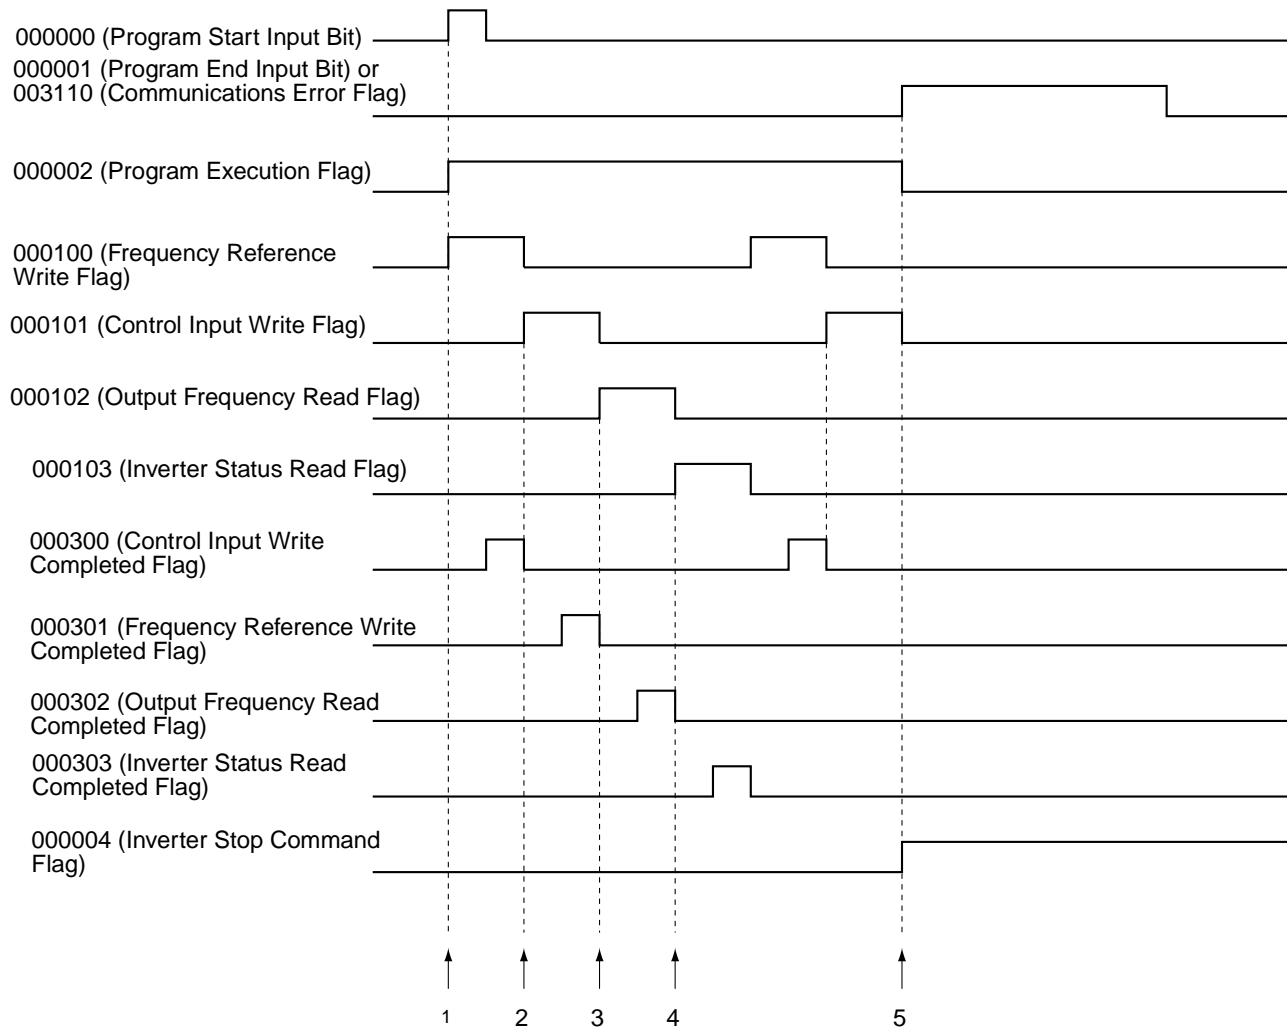 000000 (Program Start Input Bit)
000001 (Program End Input Bit) or
003110 (Communications Error Flag)
000002 (Program Execution Flag)
000100 (Frequency Reference
Write Flag)
000101 (Control Input Write Flag)
000102 (Output Frequency Read Flag)
000103 (Inverter Status Read Flag)
000300 (Control Input Write
Completed Flag)
000301 (Frequency Reference Write
Completed Flag)
000302 (Output Frequency Read
Completed Flag)
000303 (Inverter Status Read
Completed Flag)
000004 (Inverter Stop Command
Flag)
1 2 3 4 5